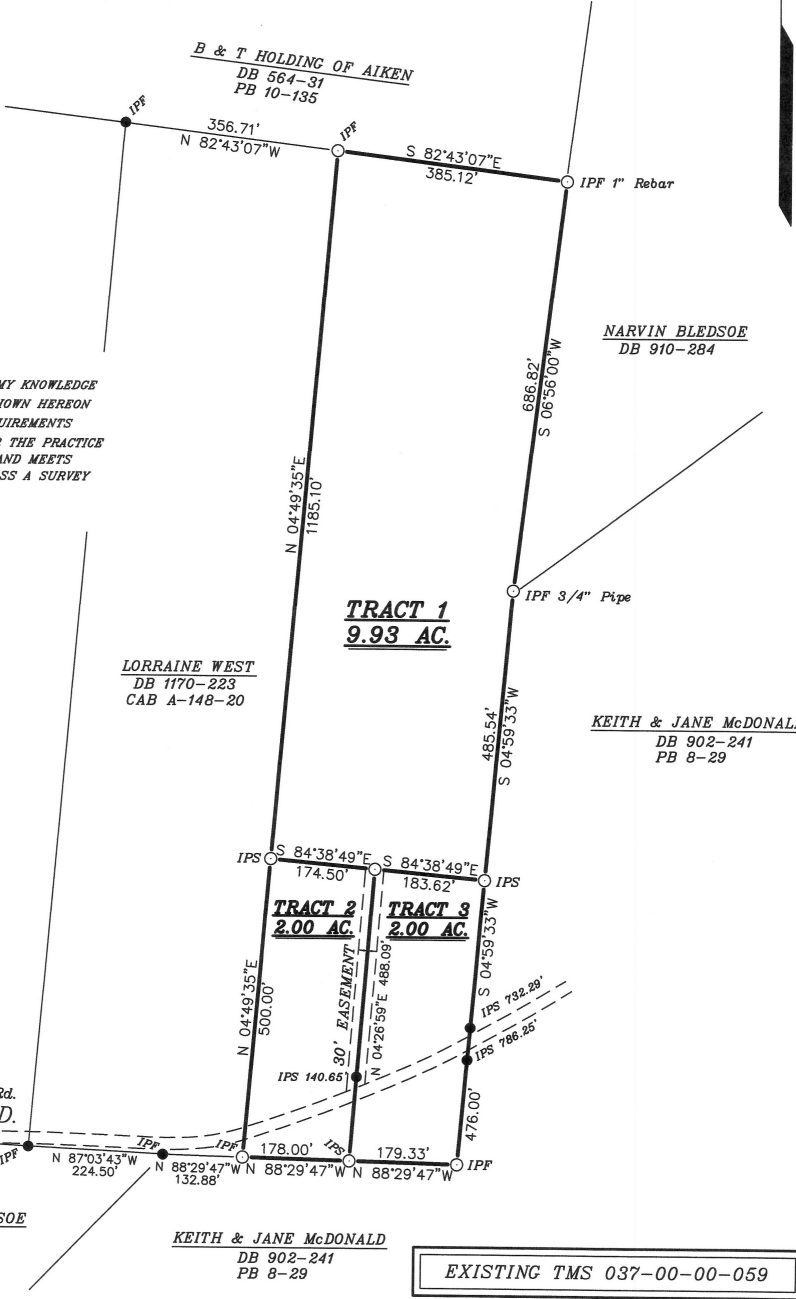 B & T HOLDING OF AIKEN
DB 564-31
PB 10-135
IPF
356.71'
N 82°43'07"W
IPF
S 82°43'07"E
385.12'
IPF 1" Rebar
NARVIN BLEDSOE
DB 910-284
686.82'
S 06°56'00"W
MY KNOWLEDGE
HOWN HEREON
UIREMENTS
THE PRACTICE
AND MEETS
SS A SURVEY
N 04°49'35"E
1185.10'
IPF 3/4" Pipe
TRACT 1
9.93 AC.
LORRAINE WEST
DB 1170-223
CAB A-148-20
485.54'
S 04°59'33"W
KEITH & JANE McDONALD
DB 902-241
PB 8-29
IPS
S 84°38'49"E
174.50'
S 84°38'49"E
183.62'
IPS
TRACT 2
2.00 AC.
TRACT 3
2.00 AC.
S 04°59'33"W
N 04°49'35"E
500.00'
30' EASEMENT
N 04°26'59"E 488.09'
IPS 732.29'
IPS 786.25'
IPS 140.65'
476.00'
Rd.
D.
IPF
N 87°03'43"W
224.50'
IPF
N 88°29'47"W
132.88'
IPF
178.00'
N 88°29'47"W
IPS
179.33'
N 88°29'47"W
IPF
SOE
KEITH & JANE McDONALD
DB 902-241
PB 8-29
EXISTING TMS 037-00-00-059